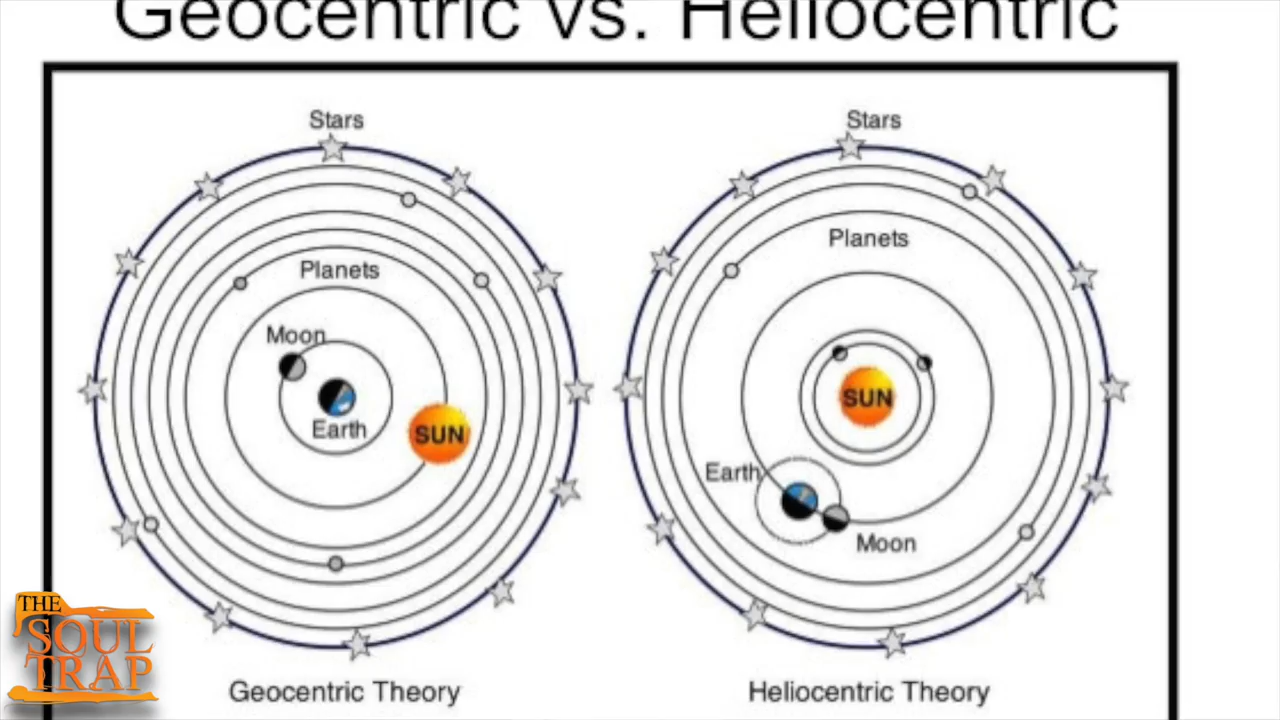 Geocentric vs. Heliocentric
Stars
Planets
Moon
Earth
SUN
Geocentric Theory
Stars
Planets
SUN
Earth
Moon
Heliocentric Theory
THE
SOUL
TRAP